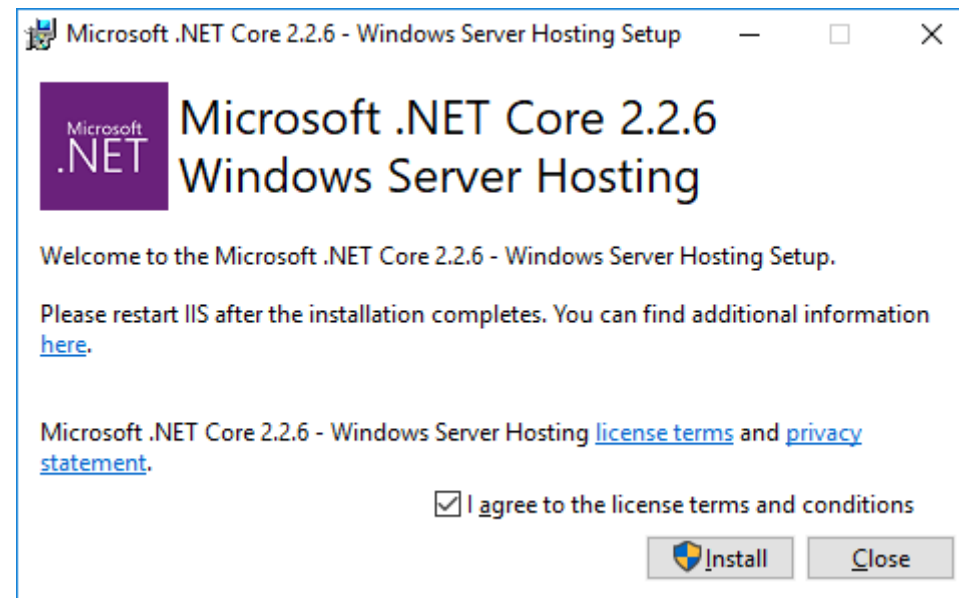 Microsoft .NET Core 2.2.6 - Windows Server Hosting Setup
Microsoft
.NET
Microsoft .NET Core 2.2.6
Windows Server Hosting
Welcome to the Microsoft .NET Core 2.2.6 - Windows Server Hosting Setup.
Please restart IIS after the installation completes. You can find additional information
here.
Microsoft .NET Core 2.2.6 - Windows Server Hosting license terms and privacy
statement.
I agree to the license terms and conditions
Install
Close